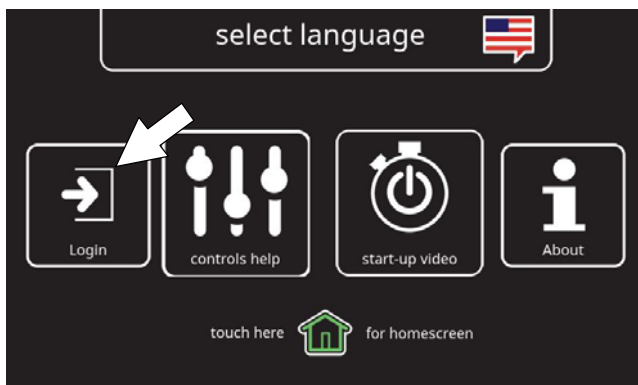 select language
Login
controls help
start-up video
About
touch here for homescreen